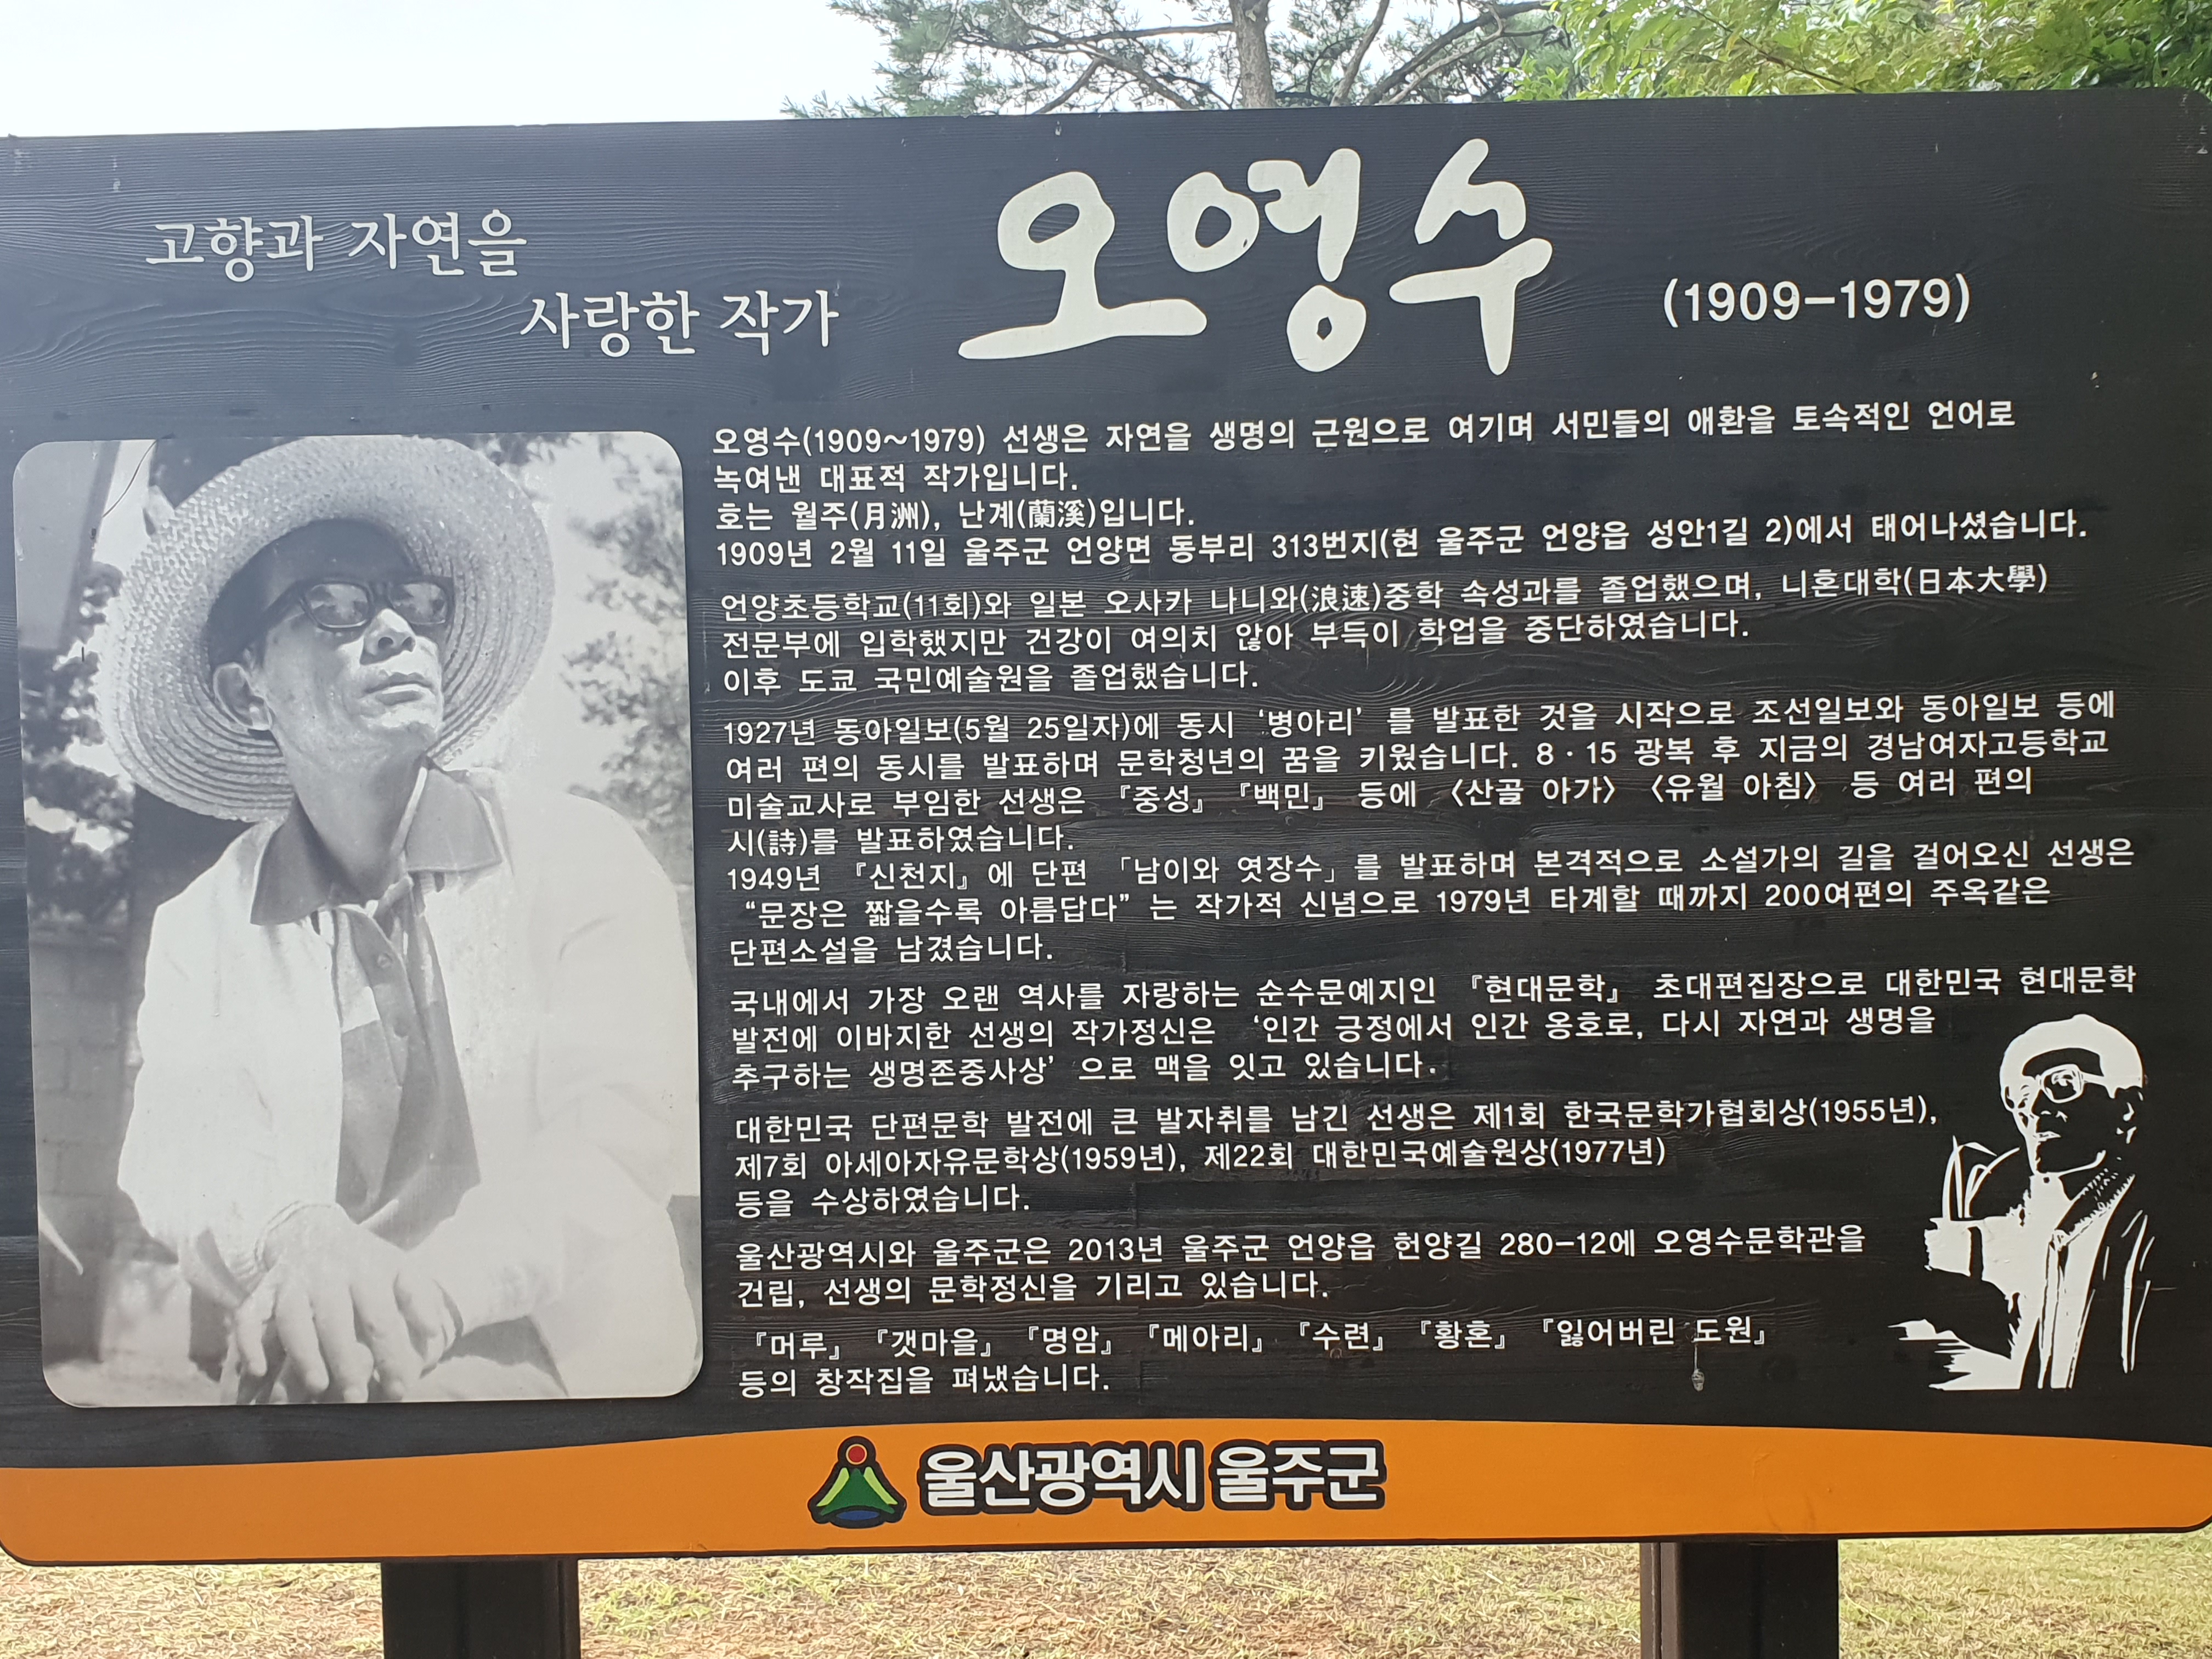 고향과 자연을
사랑한 작가
오영수
(1909-1979)
오영수(1909~1979) 선생은 자연을 생명의 근원으로 여기며 서민들의 애환을 토속적인 언어로
녹여낸 대표적 작가입니다.
호는 월주(月洲), 난계(蘭溪)입니다.
1909년 2월 11일 울주군 언양면 동부리 313번지(현 울주군 언양읍 성안1길 2)에서 태어나셨습니다.
언양초등학교(11회)와 일본 오사카 나니와(浪速)중학 속성과를 졸업했으며, 니혼대학(日本大學)
전문부에 입학했지만 건강이 여의치 않아 부득이 학업을 중단하였습니다.
이후 도쿄 국민예술원을 졸업했습니다.
1927년 동아일보(5월 25일자)에 동시 ‘병아리’를 발표한 것을 시작으로 조선일보와 동아일보 등에
여러 편의 동시를 발표하며 문학청년의 꿈을 키웠습니다. 8·15 광복 후 지금의 경남여자고등학교
미술교사로 부임한 선생은 『중성』 『백민』 등에 〈산골 아가〉 〈유월 아침〉 등 여러 편의
시(詩)를 발표하였습니다.
1949년 『신천지』에 단편 「남이와 엿장수」를 발표하며 본격적으로 소설가의 길을 걸어오신 선생은
“문장은 짧을수록 아름답다”는 작가적 신념으로 1979년 타계할 때까지 200여편의 주옥같은
단편소설을 남겼습니다.
국내에서 가장 오랜 역사를 자랑하는 순수문예지인 『현대문학』 초대편집장으로 대한민국 현대문학
발전에 이바지한 선생의 작가정신은 ‘인간 긍정에서 인간 옹호로, 다시 자연과 생명을
추구하는 생명존중사상’으로 맥을 잇고 있습니다.
대한민국 단편문학 발전에 큰 발자취를 남긴 선생은 제1회 한국문학가협회상(1955년),
제7회 아세아자유문학상(1959년), 제22회 대한민국예술원상(1977년)
등을 수상하였습니다.
울산광역시와 울주군은 2013년 울주군 언양읍 헌양길 280-12에 오영수문학관을
건립, 선생의 문학정신을 기리고 있습니다.
『머루』 『갯마을』 『명암』 『메아리』 『수련』 『황혼』 『잃어버린 도원』
등의 창작집을 펴냈습니다.
울산광역시 울주군